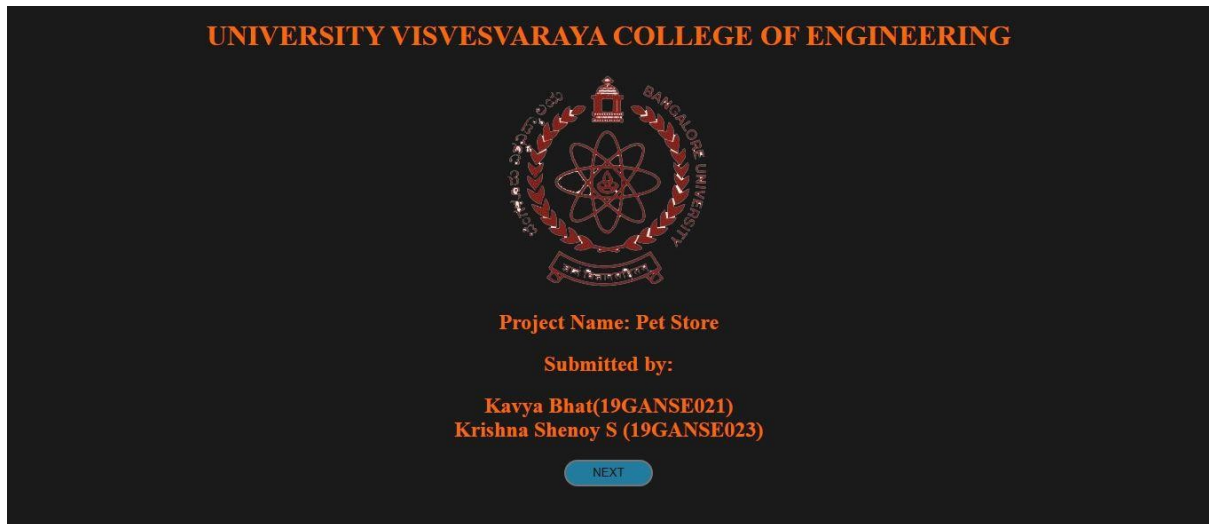 UNIVERSITY VISVESVARAYA COLLEGE OF ENGINEERING
BANGALORE UNIVERSITY
Project Name: Pet Store
Submitted by:
Kavya Bhat(19GANSE021)
Krishna Shenoy S (19GANSE023)
NEXT